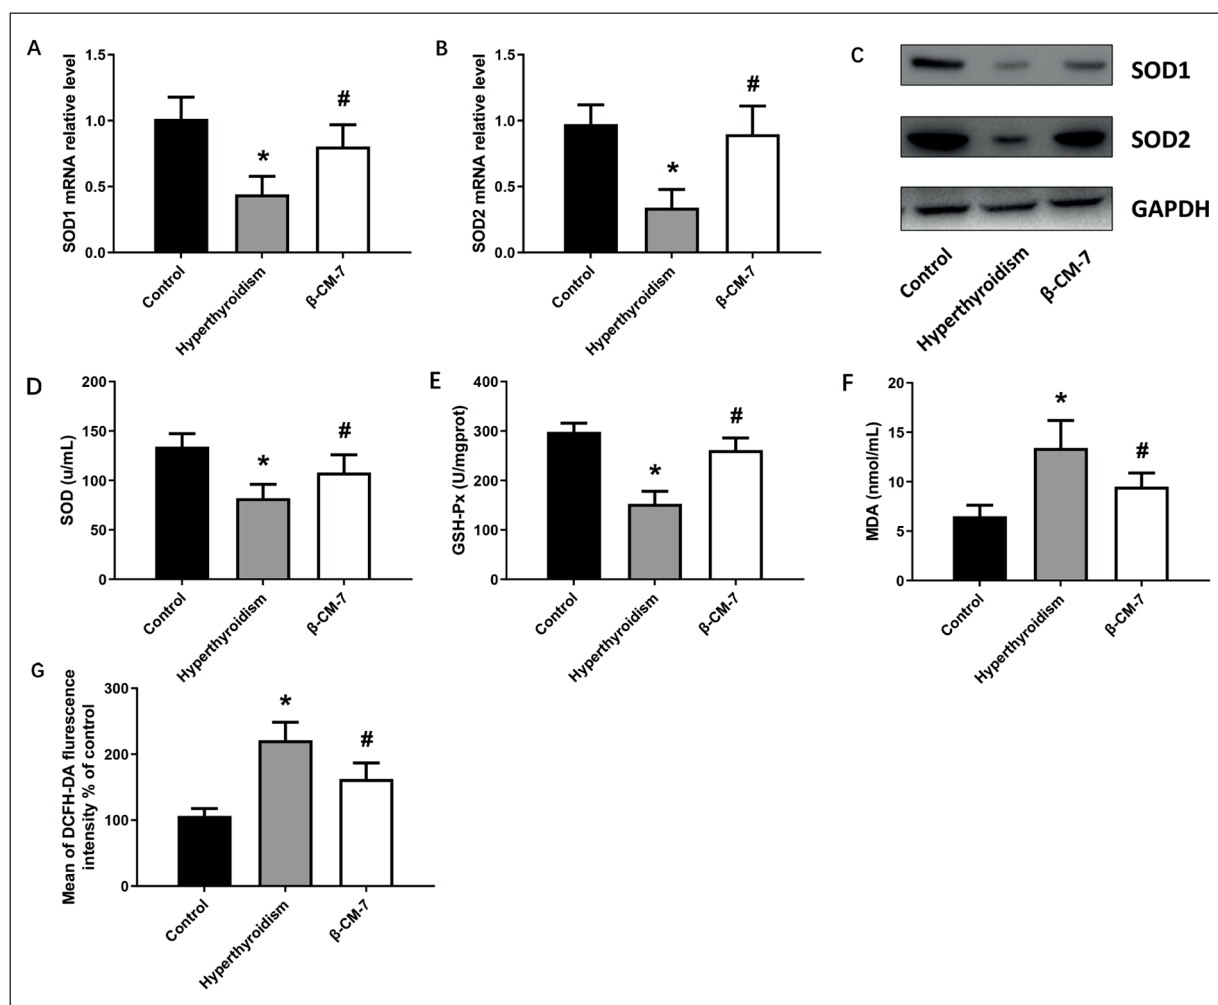 A
SOD1 mRNA relative level
1.5
1.0
0.5
0.0
*
#
Control
Hyperthyroidism
β-CM-7
B
SOD2 mRNA relative level
1.5
1.0
0.5
0.0
*
#
Control
Hyperthyroidism
β-CM-7
C
SOD1
SOD2
GAPDH
Control
Hyperthyroidism
β-CM-7
D
SOD (u/mL)
200
150
100
50
0
*
#
Control
Hyperthyroidism
β-CM-7
E
GSH-Px (U/mgprot)
400
300
200
100
0
*
#
Control
Hyperthyroidism
β-CM-7
F
MDA (nmol/mL)
20
15
10
5
0
*
#
Control
Hyperthyroidism
β-CM-7
G
Mean of DCFH-DA flurescence
intensity % of control
300
200
100
0
*
#
Control
Hyperthyroidism
β-CM-7